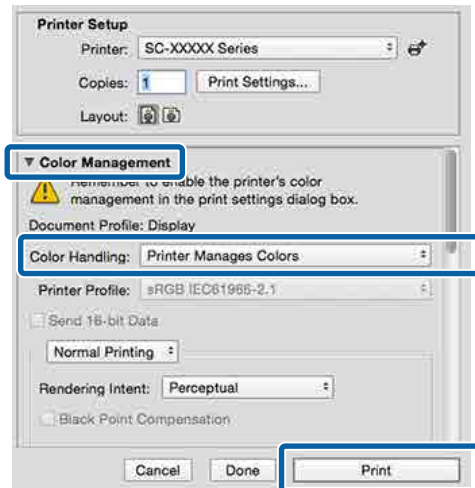 Printer Setup
Printer: SC-XXXXX Series
Copies: 1 Print Settings...
Layout:
▼ Color Management
Remember to enable the printer's color
management in the print settings dialog box.
Document Profile: Display
Color Handling: Printer Manages Colors
Printer Profile: sRGB IEC61966-2.1
Send 16-bit Data
Normal Printing
Rendering Intent: Perceptual
Black Point Compensation
Cancel Done Print